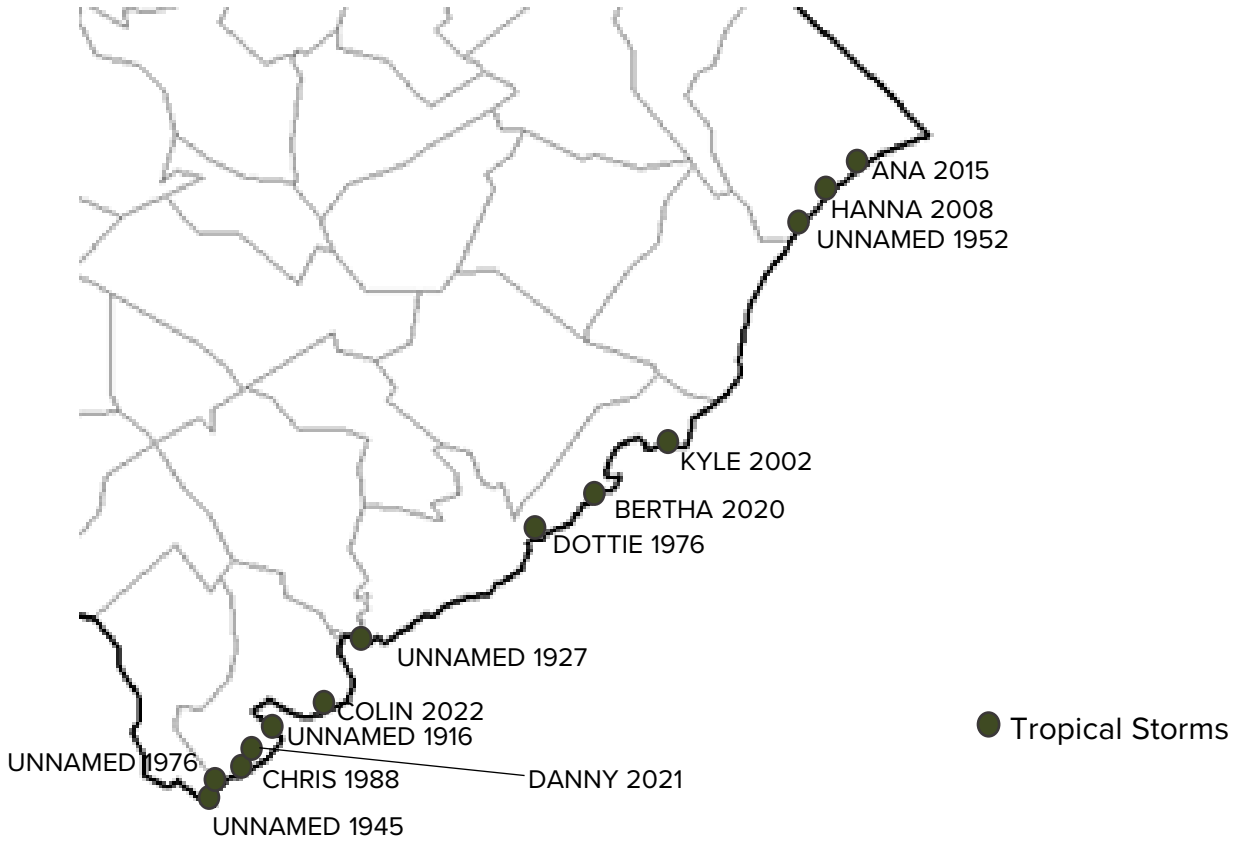 ANA 2015
HANNA 2008
UNNAMED 1952
KYLE 2002
BERTHA 2020
DOTTIE 1976
UNNAMED 1927
COLIN 2022
Tropical Storms
UNNAMED 1916
UNNAMED 1976
CHRIS 1988
DANNY 2021
UNNAMED 1945